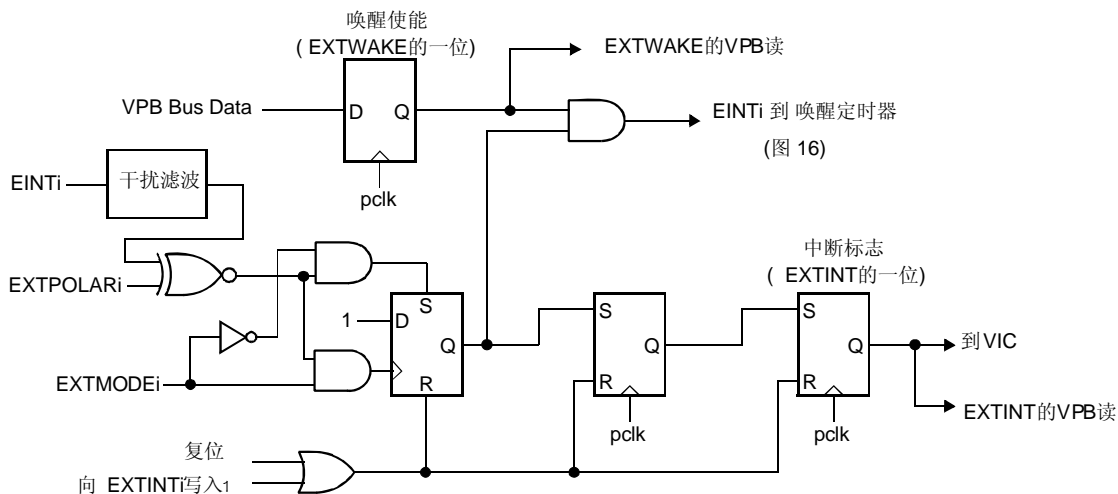 唤醒使能
( EXTWAKE的一位)
EXTWAKE的VPB读
VPB Bus Data
D
Q
EINTi 到 唤醒定时器
(图 16)
pclk
EINTi
干扰滤波
EXTPOLARi
中断标志
( EXTINT的一位)
1
S
D
Q
R
S
Q
R
S
Q
R
到VIC
EXTMODEi
pclk
pclk
EXTINT的VPB读
复位
向 EXTINTi写入1